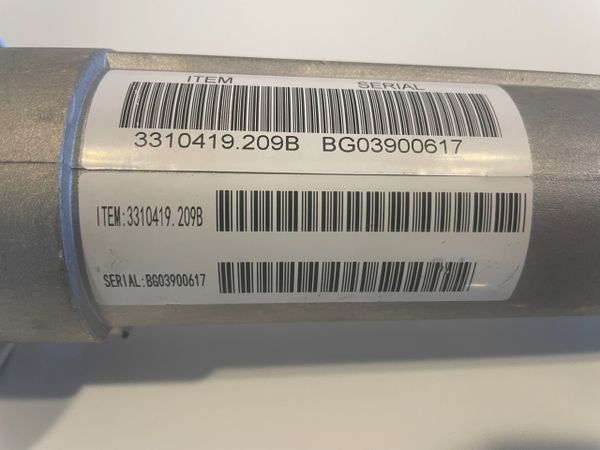 ITEM SERIAL
3310419.209B BG03900617
ITEM:3310419.209B
SERIAL:BG03900617